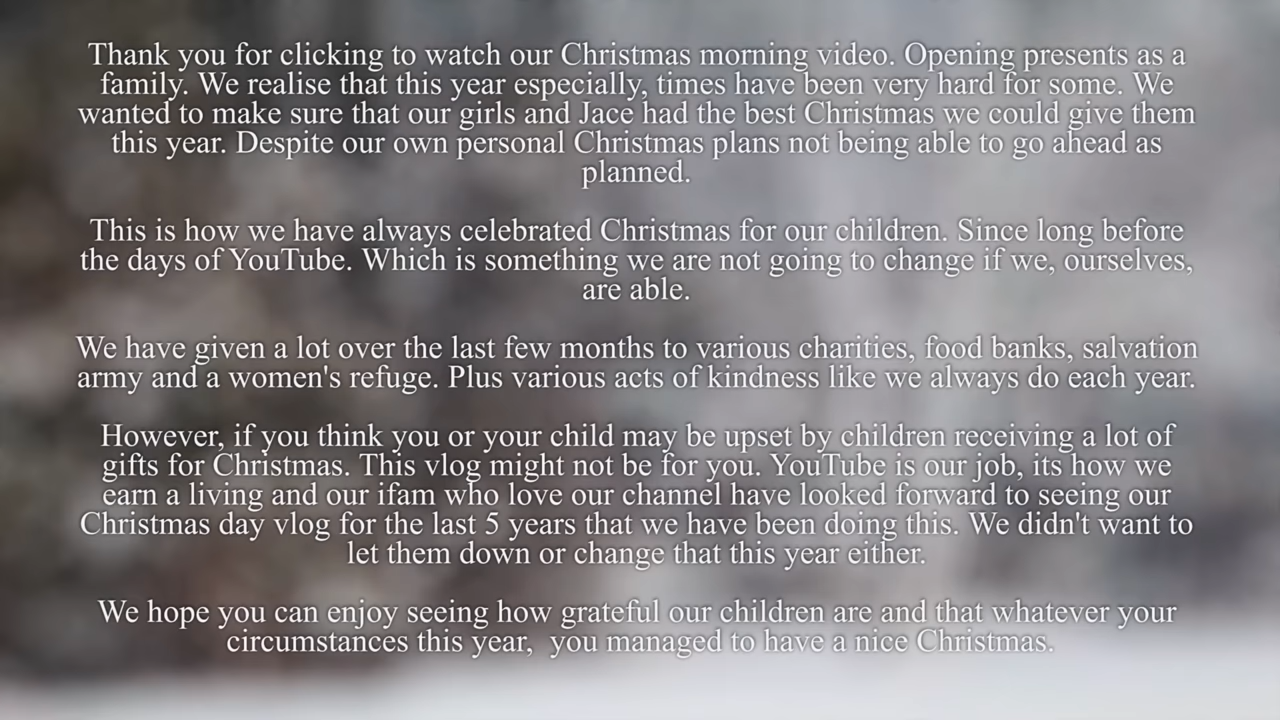 Thank you for clicking to watch our Christmas morning video. Opening presents as a
family. We realise that this year especially, times have been very hard for some. We
wanted to make sure that our girls and Jace had the best Christmas we could give them
this year. Despite our own personal Christmas plans not being able to go ahead as
planned.
This is how we have always celebrated Christmas for our children. Since long before
the days of YouTube. Which is something we are not going to change if we, ourselves,
are able.
We have given a lot over the last few months to various charities, food banks, salvation
army and a women's refuge. Plus various acts of kindness like we always do each year.
However, if you think you or your child may be upset by children receiving a lot of
gifts for Christmas. This vlog might not be for you. YouTube is our job, its how we
earn a living and our ifam who love our channel have looked forward to seeing our
Christmas day vlog for the last 5 years that we have been doing this. We didn't want to
let them down or change that this year either.
We hope you can enjoy seeing how grateful our children are and that whatever your
circumstances this year,  you managed to have a nice Christmas.